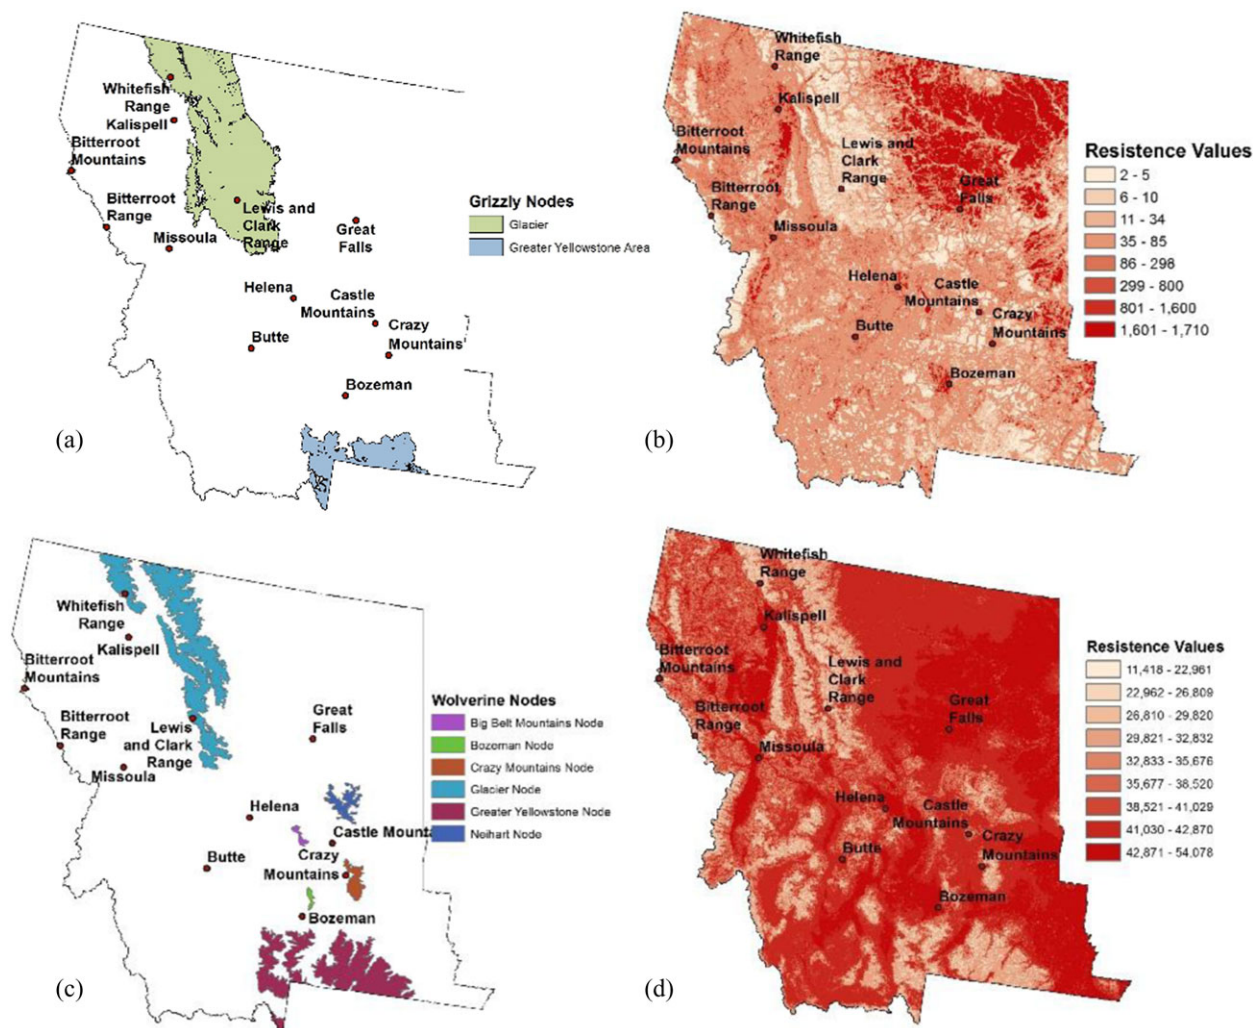 Whitefish
Range
Kalispell
Bitterroot
Mountains
Bitterroot
Range
Missoula
Lewis and
Clark
Range
Great
Falls
Helena
Castle
Mountains
Butte
Crazy
Mountains
Bozeman
Grizzly Nodes
Glacier
Greater Yellowstone Area
(a)
Whitefish
Range
Kalispell
Bitterroot
Mountains
Lewis and
Clark
Range
Bitterroot
Range
Great
Falls
Missoula
Helena
Castle
Mountains
Butte
Crazy
Mountains
Bozeman
Resistence Values
2 - 5
6 - 10
11 - 34
35 - 85
86 - 298
299 - 800
801 - 1,600
1,601 - 1,710
(b)
Whitefish
Range
Kalispell
Bitterroot
Mountains
Bitterroot
Range
Lewis
and Clark
Range
Missoula
Great
Falls
Helena
Castle Mounta
Butte
Crazy
Mountains
Bozeman
Wolverine Nodes
Big Belt Mountains Node
Bozeman Node
Crazy Mountains Node
Glacier Node
Greater Yellowstone Node
Neihart Node
(c)
Whitefish
Range
Kalispell
Bitterroot
Mountains
Lewis and
Clark
Range
Bitterroot
Range
Great
Falls
Missoula
Helena
Castle
Mountains
Butte
Crazy
Mountains
Bozeman
Resistence Values
11,418 - 22,961
22,962 - 26,809
26,810 - 29,820
29,821 - 32,832
32,833 - 35,676
35,677 - 38,520
38,521 - 41,029
41,030 - 42,870
42,871 - 54,078
(d)